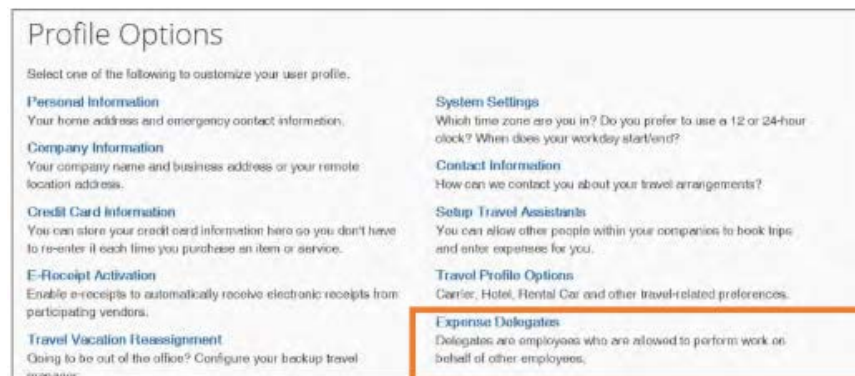 Profile Options
Select one of the following to customize your user profile.
Personal Information
Your home address and emergency contact information.
Company Information
Your company name and business address or your remote
location address.
Credit Card Information
You can store your credit card information here so you don't have
to re-enter it each time you purchase an item or service.
E-Receipt Activation
Enable e-receipts to automatically receive electronic receipts from
participating vendors.
Travel Vacation Reassignment
Going to be out of the office? Configure your backup travel
manager.
System Settings
Which time zone are you in? Do you prefer to use a 12 or 24-hour
clock? When does your workday start/end?
Contact Information
How can we contact you about your travel arrangements?
Setup Travel Assistants
You can allow other people within your companies to book trips
and enter expenses for you.
Travel Profile Options
Carrier, Hotel, Rental Car and other travel-related preferences.
Expense Delegates
Delegates are employees who are allowed to perform work on
behalf of other employees.